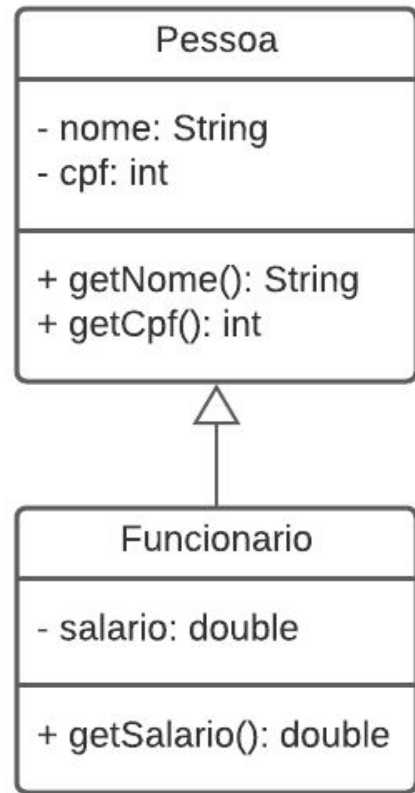 Pessoa
- nome: String
- cpf: int
+ getNome(): String
+ getCpf(): int
Funcionario
- salario: double
+ getSalario(): double